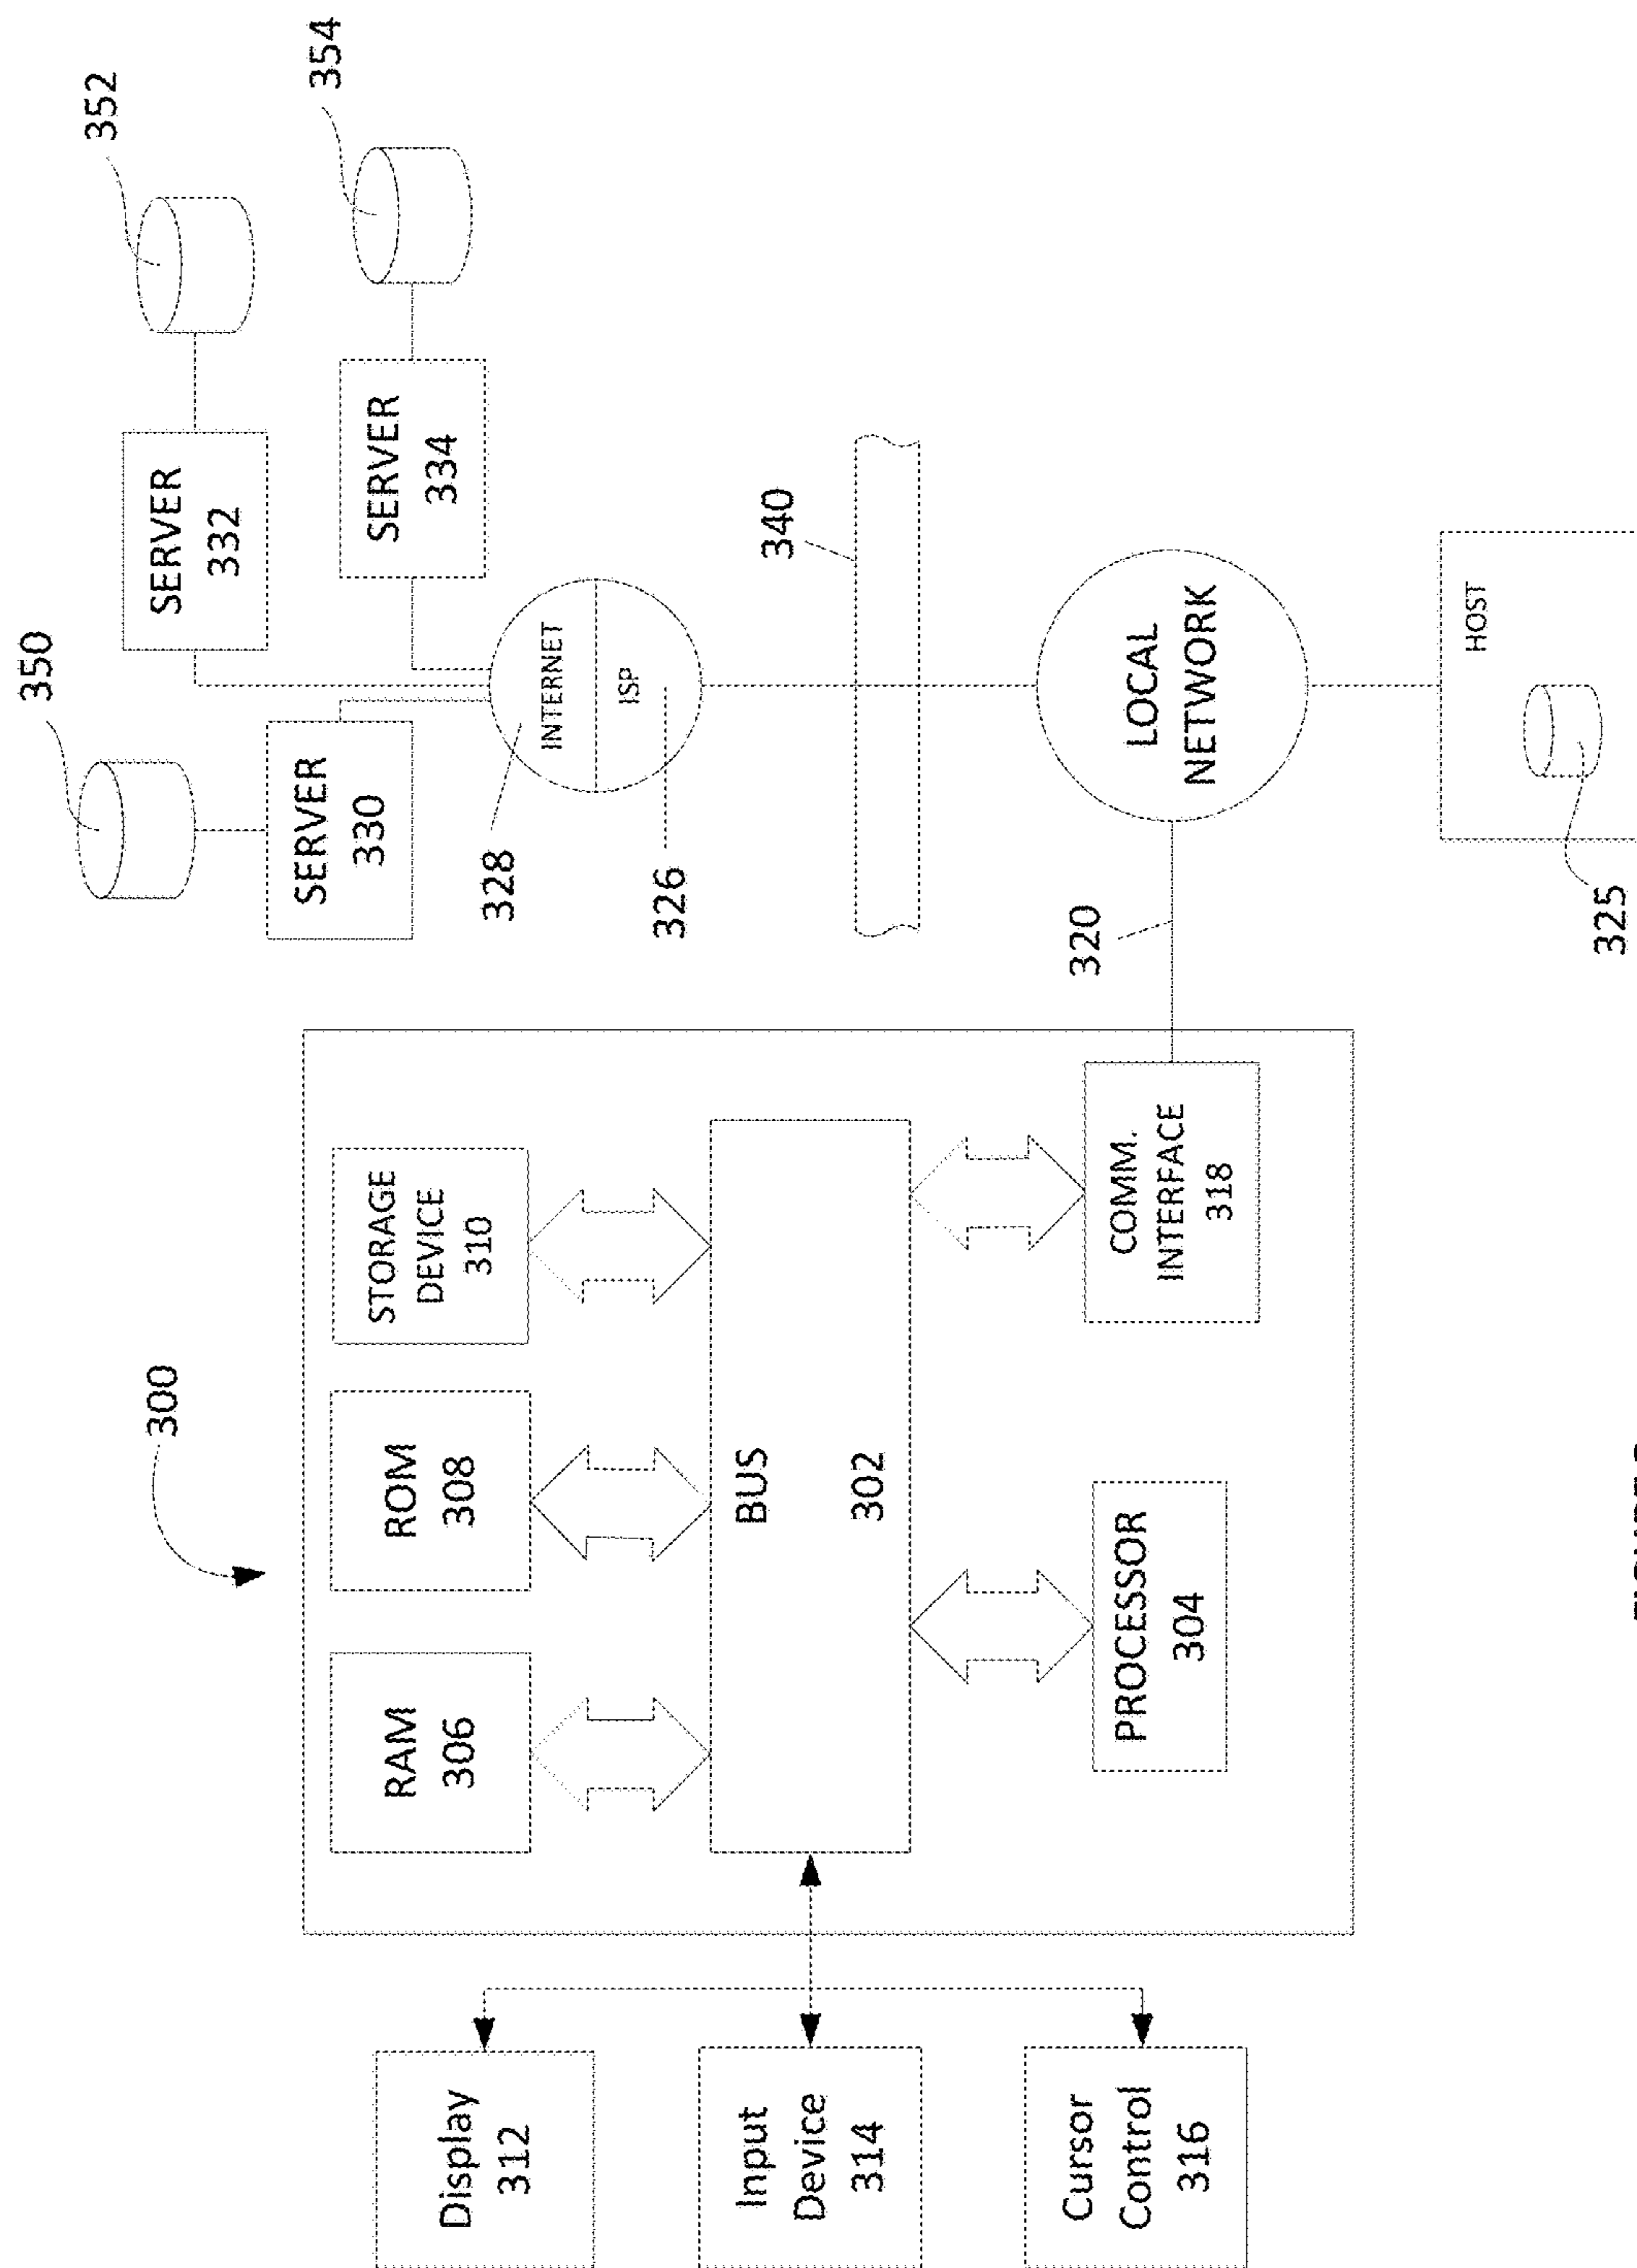 350
352
354
300
SERVER
332
SERVER
330
SERVER
334
RAM
306
ROM
308
STORAGE
DEVICE
310
Display
312
328
INTERNET
ISP
326
BUS
302
340
Input
Device
314
320
PROCESSOR
304
COMM.
INTERFACE
318
LOCAL
NETWORK
Cursor
Control
316
HOST
325